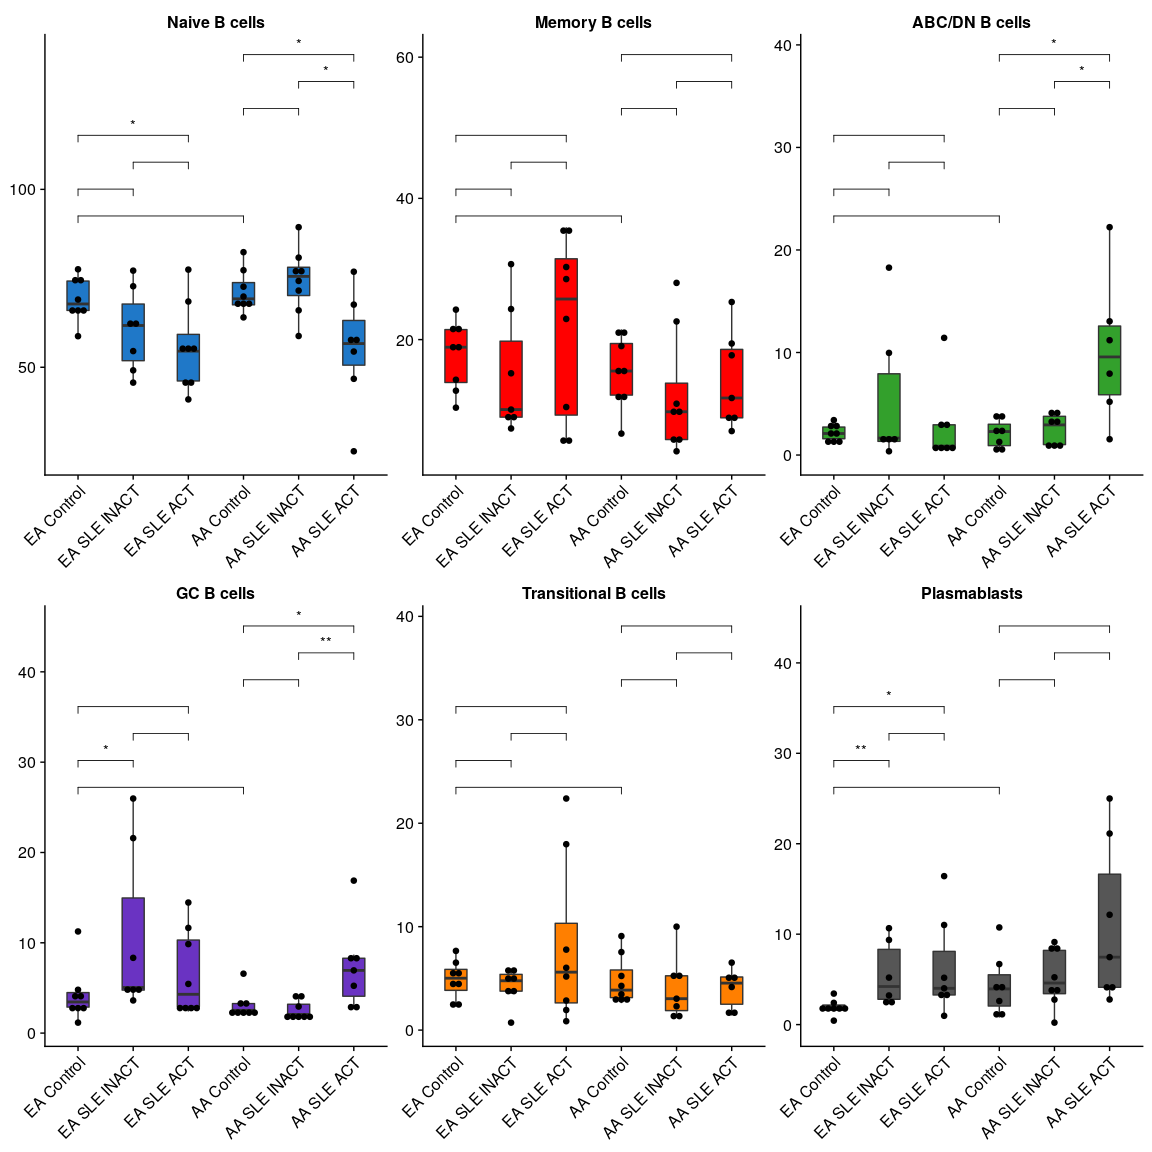 Naive B cells
*
*
*
100
50
EA Control
EA SLE INACT
EA SLE ACT
AA Control
AA SLE INACT
AA SLE ACT
Memory B cells
60
40
20
EA Control
EA SLE INACT
EA SLE ACT
AA Control
AA SLE INACT
AA SLE ACT
ABC/DN B cells
*
*
40
30
20
10
0
EA Control
EA SLE INACT
EA SLE ACT
AA Control
AA SLE INACT
AA SLE ACT
GC B cells
*
**
*
40
30
20
10
0
EA Control
EA SLE INACT
EA SLE ACT
AA Control
AA SLE INACT
AA SLE ACT
Transitional B cells
40
30
20
10
0
EA Control
EA SLE INACT
EA SLE ACT
AA Control
AA SLE INACT
AA SLE ACT
Plasmablasts
*
**
40
30
20
10
0
EA Control
EA SLE INACT
EA SLE ACT
AA Control
AA SLE INACT
AA SLE ACT